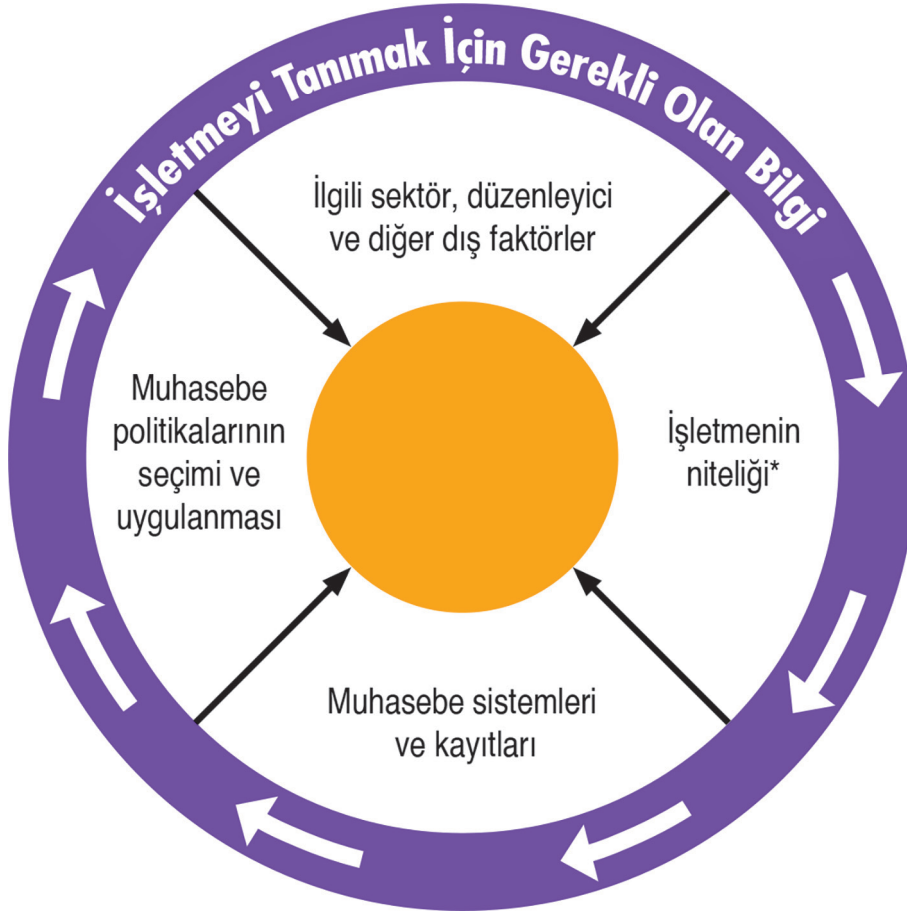 İşletmeyi Tanımak İçin Gerekli Olan Bilgi
İlgili sektör, düzenleyici
ve diğer dış faktörler
İşletmenin
niteliği*
Muhasebe sistemleri
ve kayıtları
Muhasebe
politikalarının
seçimi ve
uygulanması